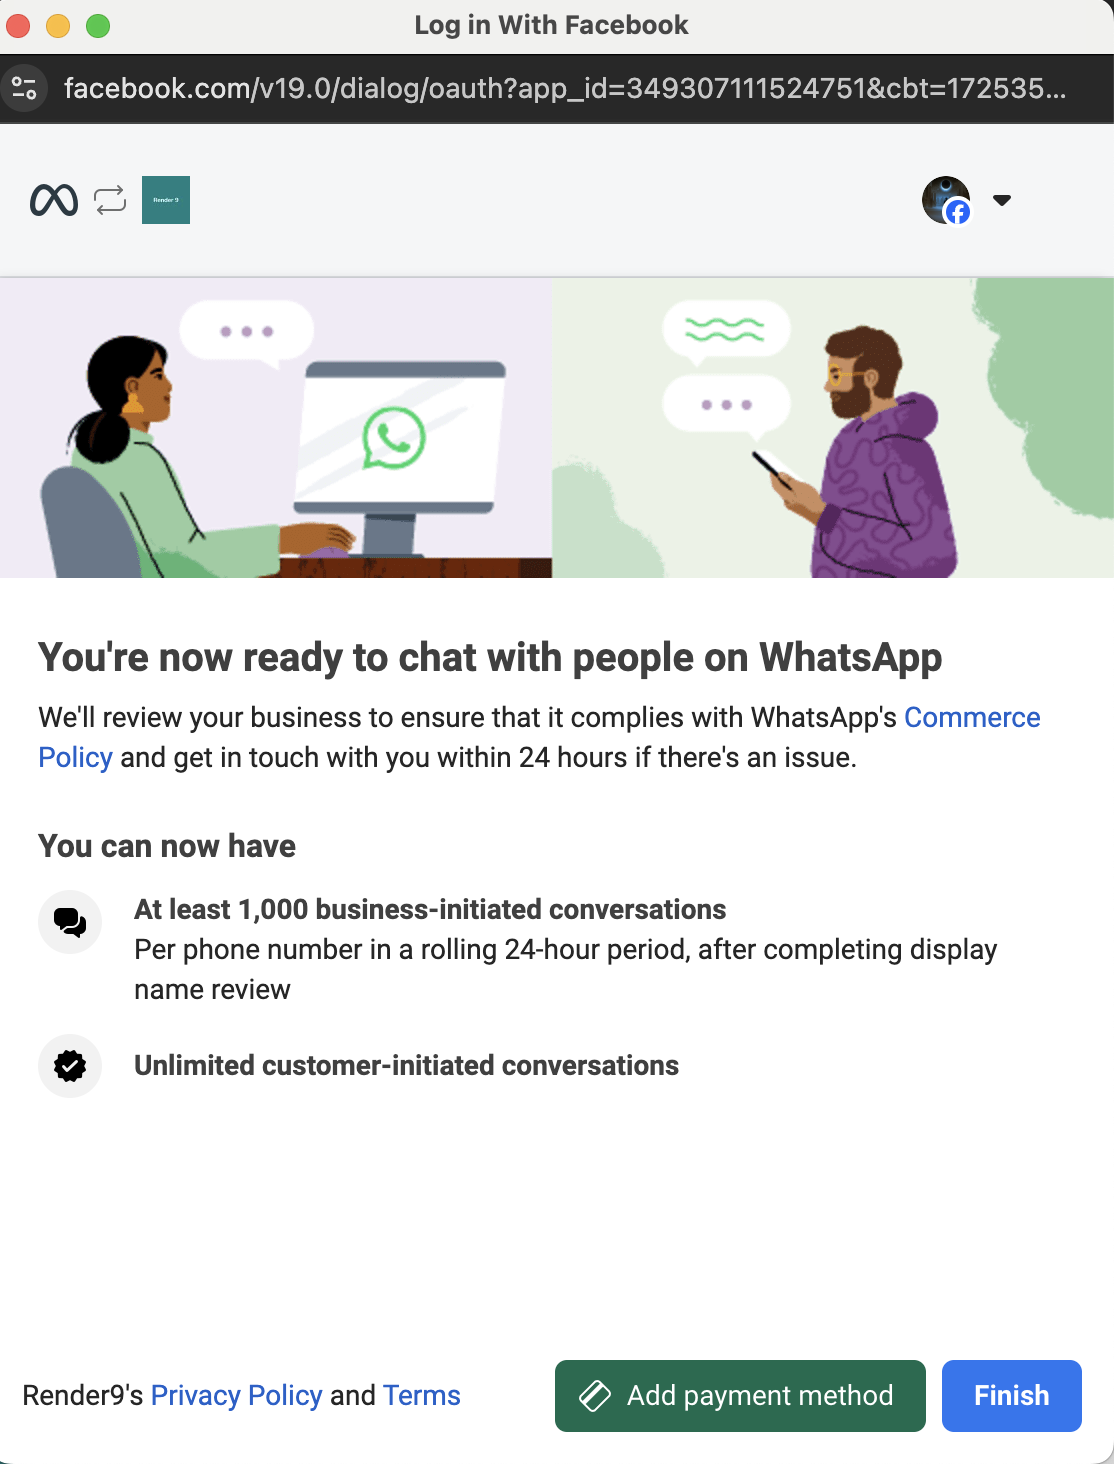 Log in With Facebook
facebook.com/v19.0/dialog/oauth?app_id=349307111524751&cbt=172535...
Render 9
You're now ready to chat with people on WhatsApp
We'll review your business to ensure that it complies with WhatsApp's Commerce
Policy and get in touch with you within 24 hours if there's an issue.
You can now have
At least 1,000 business-initiated conversations
Per phone number in a rolling 24-hour period, after completing display
name review
Unlimited customer-initiated conversations
Render9's Privacy Policy and Terms
Add payment method
Finish